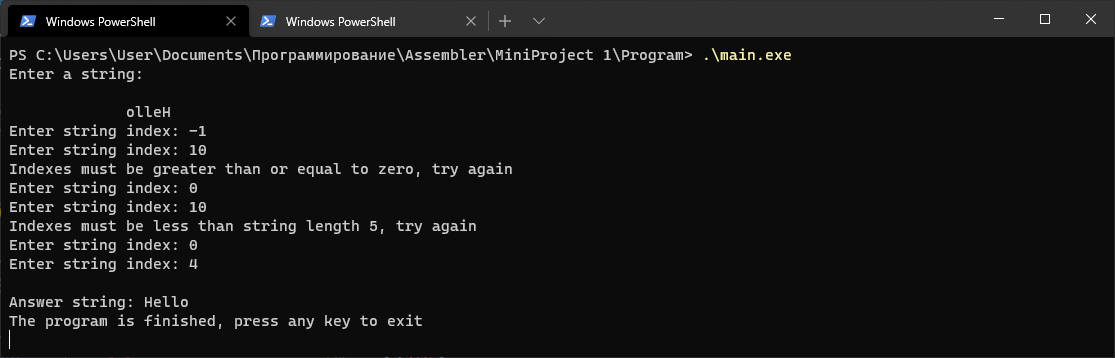 Windows PowerShell
Windows PowerShell
PS C:\Users\User\Documents\Программирование\Assembler\MiniProject 1\Program> .\main.exe
Enter a string:
olleH
Enter string index: -1
Enter string index: 10
Indexes must be greater than or equal to zero, try again
Enter string index: 0
Enter string index: 10
Indexes must be less than string length 5, try again
Enter string index: 0
Enter string index: 4
Answer string: Hello
The program is finished, press any key to exit